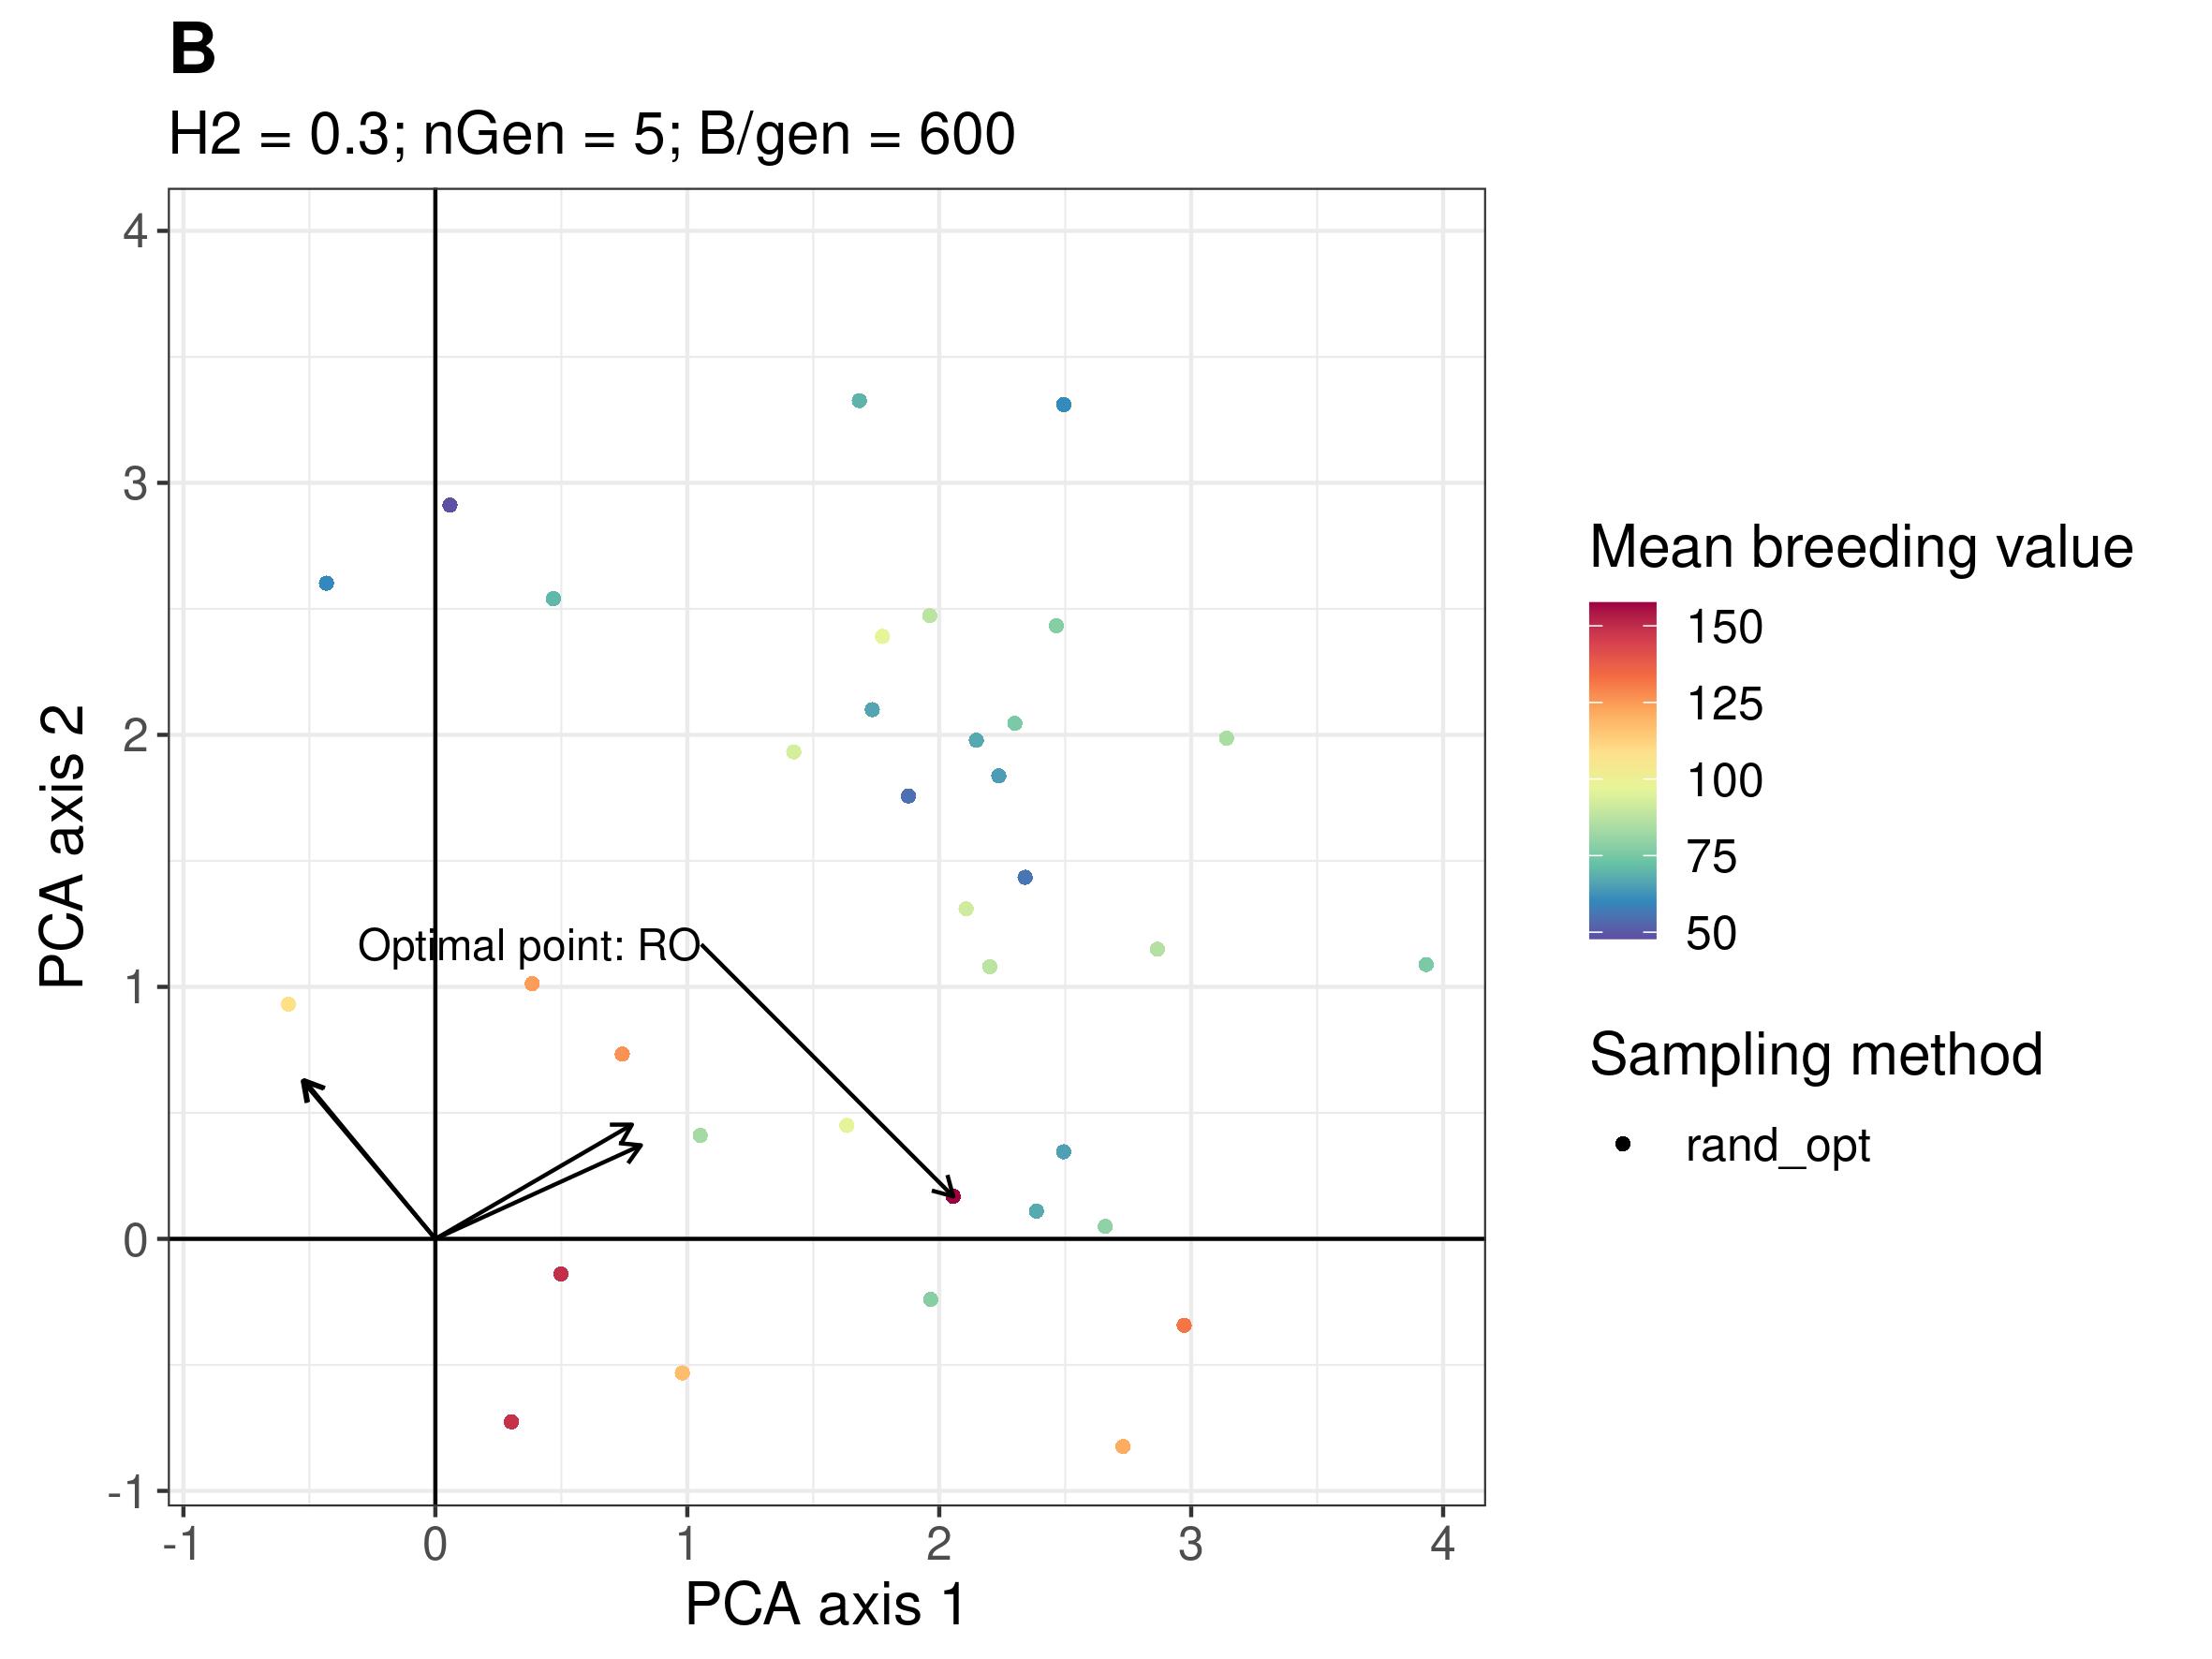 B
H2 = 0.3; nGen = 5; B/gen = 600
PCA axis 2
4
3
2
1
0
-1
Optimal point: RO
-1 0 1 2 3 4
PCA axis 1
Mean breeding value
150
125
100
75
50
Sampling method
rand_opt